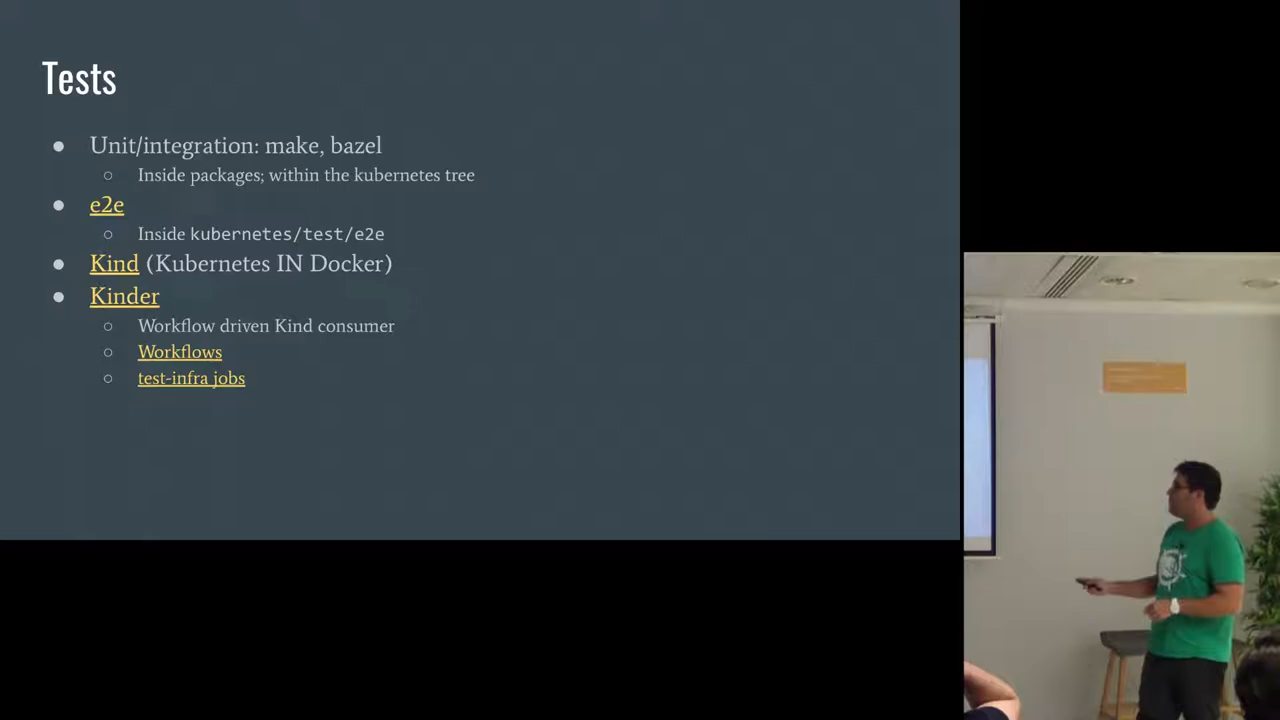 Tests
● Unit/integration: make, bazel
○ Inside packages; within the kubernetes tree
● e2e
○ Inside kubernetes/test/e2e
● Kind (Kubernetes IN Docker)
● Kinder
○ Workflow driven Kind consumer
○ Workflows
○ test-infra jobs